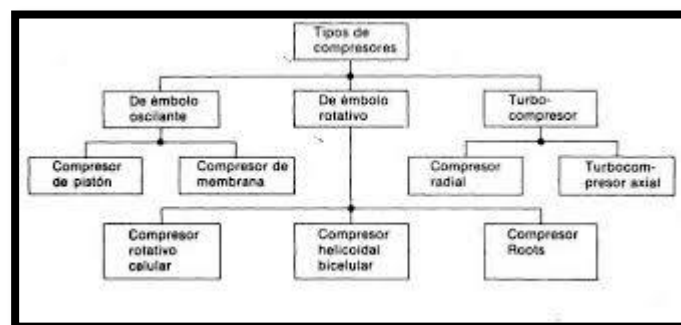 Tipos de
compresores
De émbolo
oscilante
De émbolo
rotativo
Turbo-
compresor
Compresor
de pistón
Compresor de
membrana
Compresor
radial
Turbocom-
presor axial
Compresor
rotativo
celular
Compresor
helicoidal
bicelular
Compresor
Roots